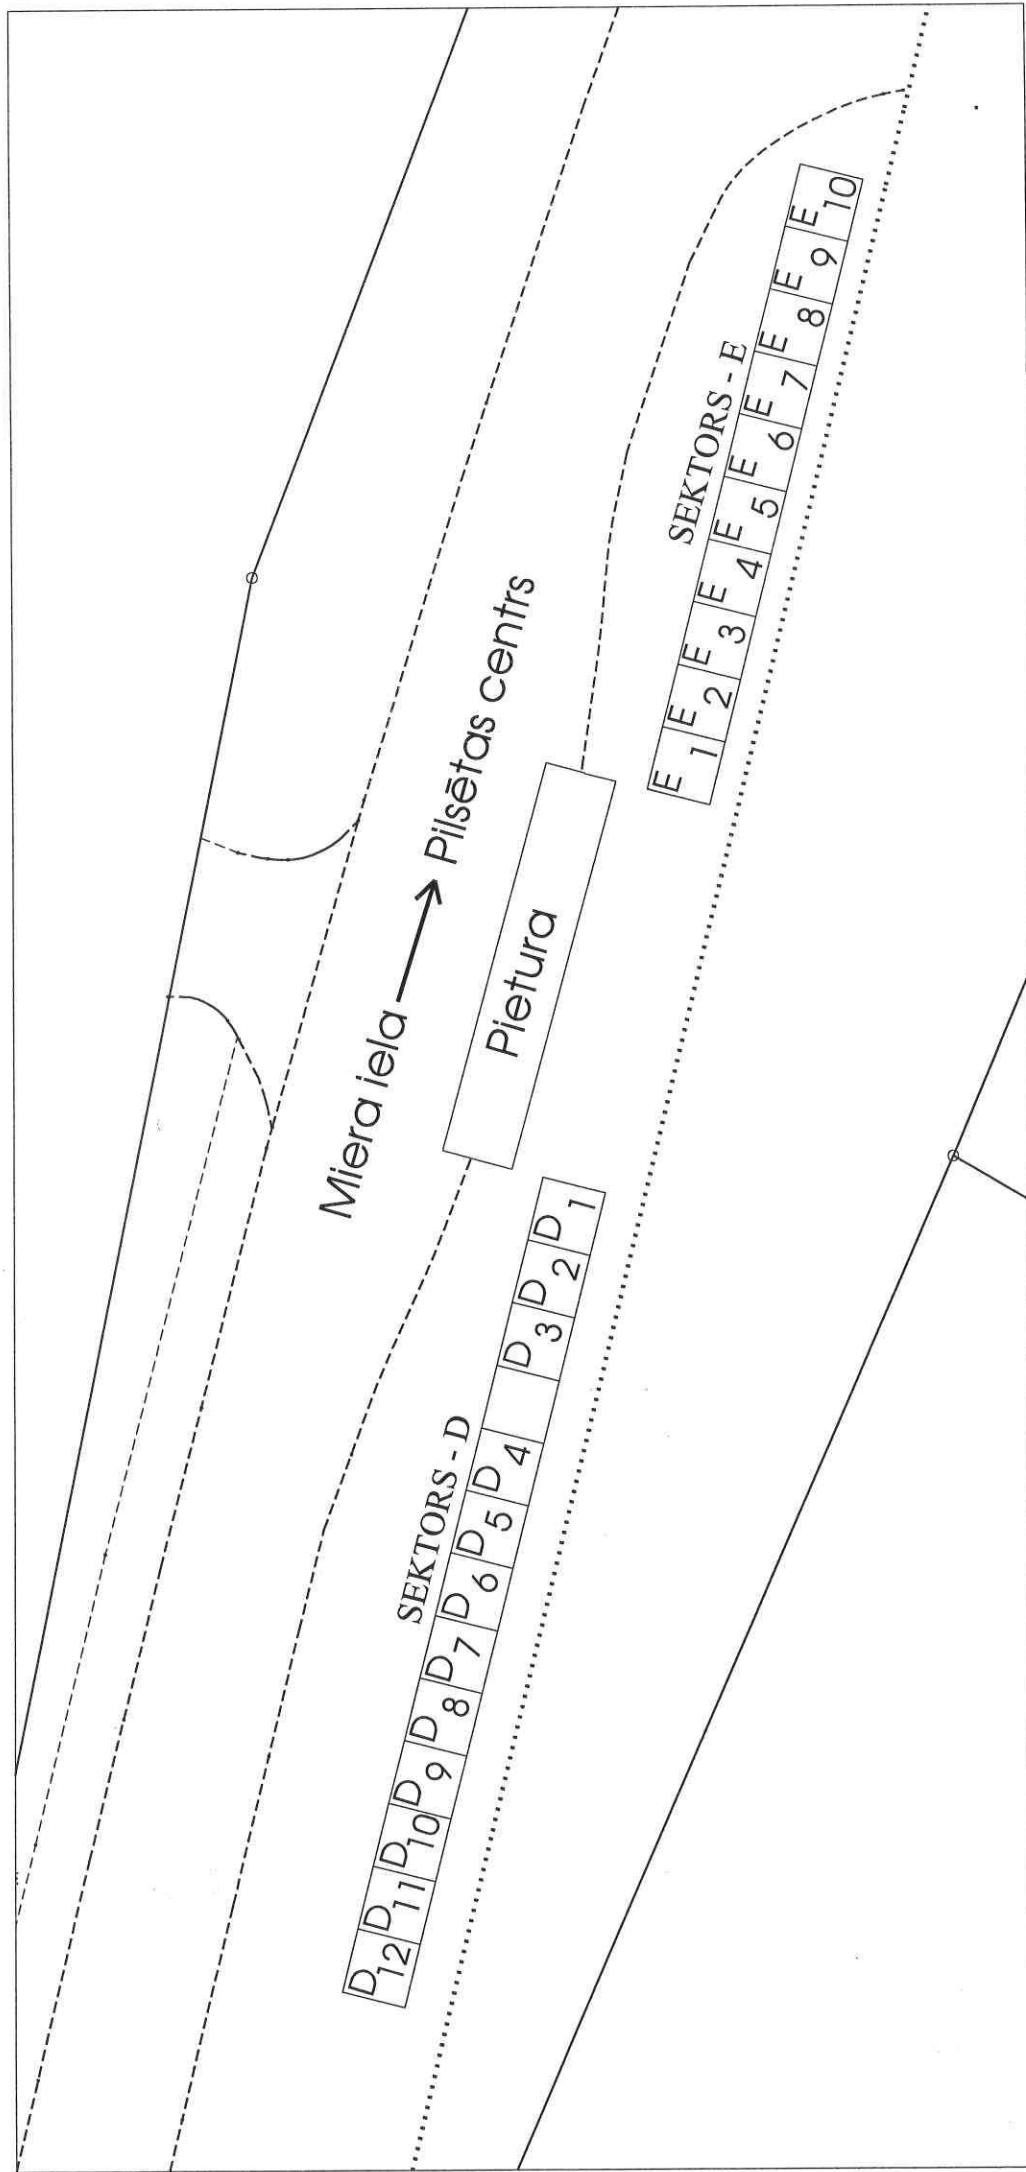 Miera iela → Pilsētas centrs
Pietura
SEKTORS - D
D 12
D 11
D 10
D 9
D 8
D 7
D 6
D 5
D 4
D 3
D 2
D 1
SEKTORS - E
E 1
E 2
E 3
E 4
E 5
E 6
E 7
E 8
E 9
E 10